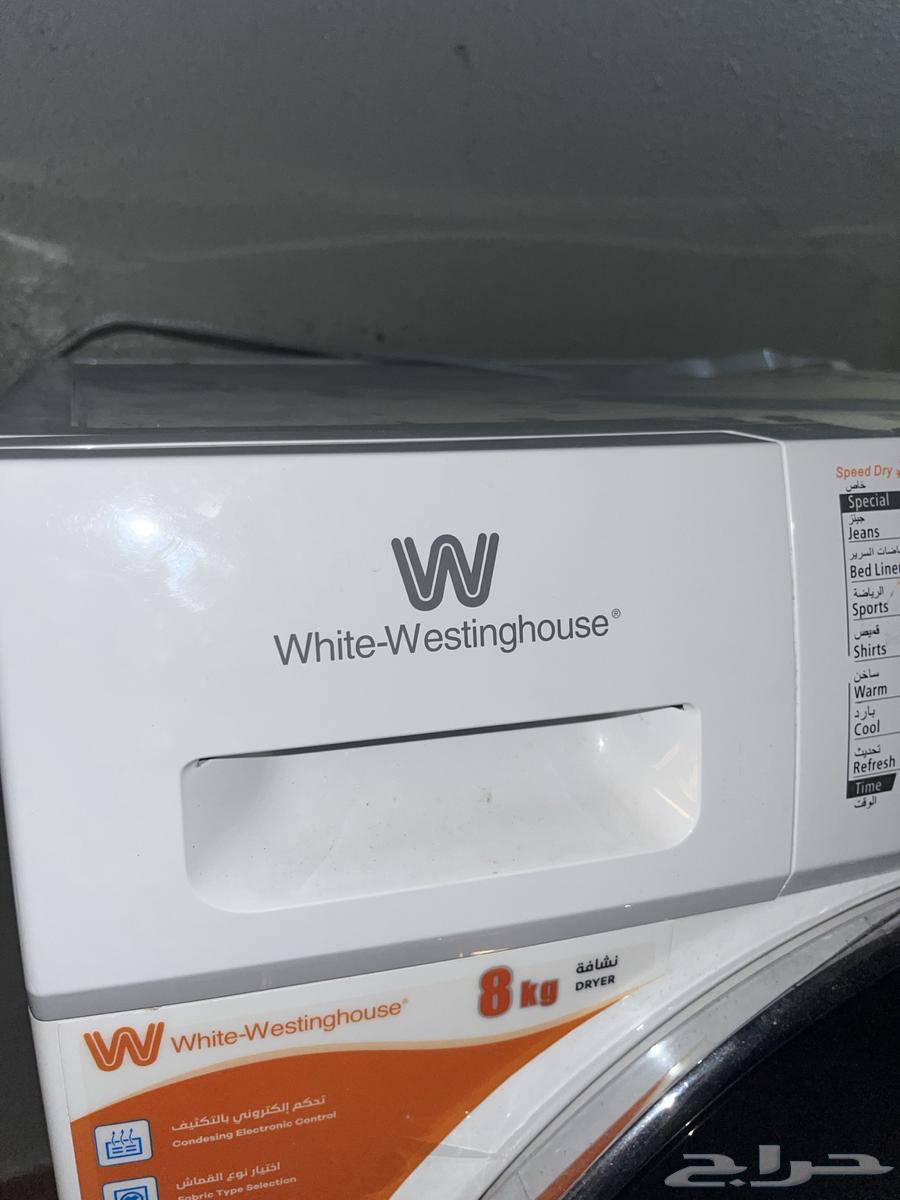 White-Westinghouse®
Speed Dry
خاص
Special
جينز
Jeans
Bed
الرياضة
Sports
قميص
Shirts
ساخن
Warm
بارد
Cool
تحديث
Refresh
Time
الوقت
8 kg
نشافة
DRYER
White-Westinghouse®
تحكم إلكتروني بالتكثيف
Condesing Electronic Control
اختيار نوع القماش
Fabric Type Selection
حراج